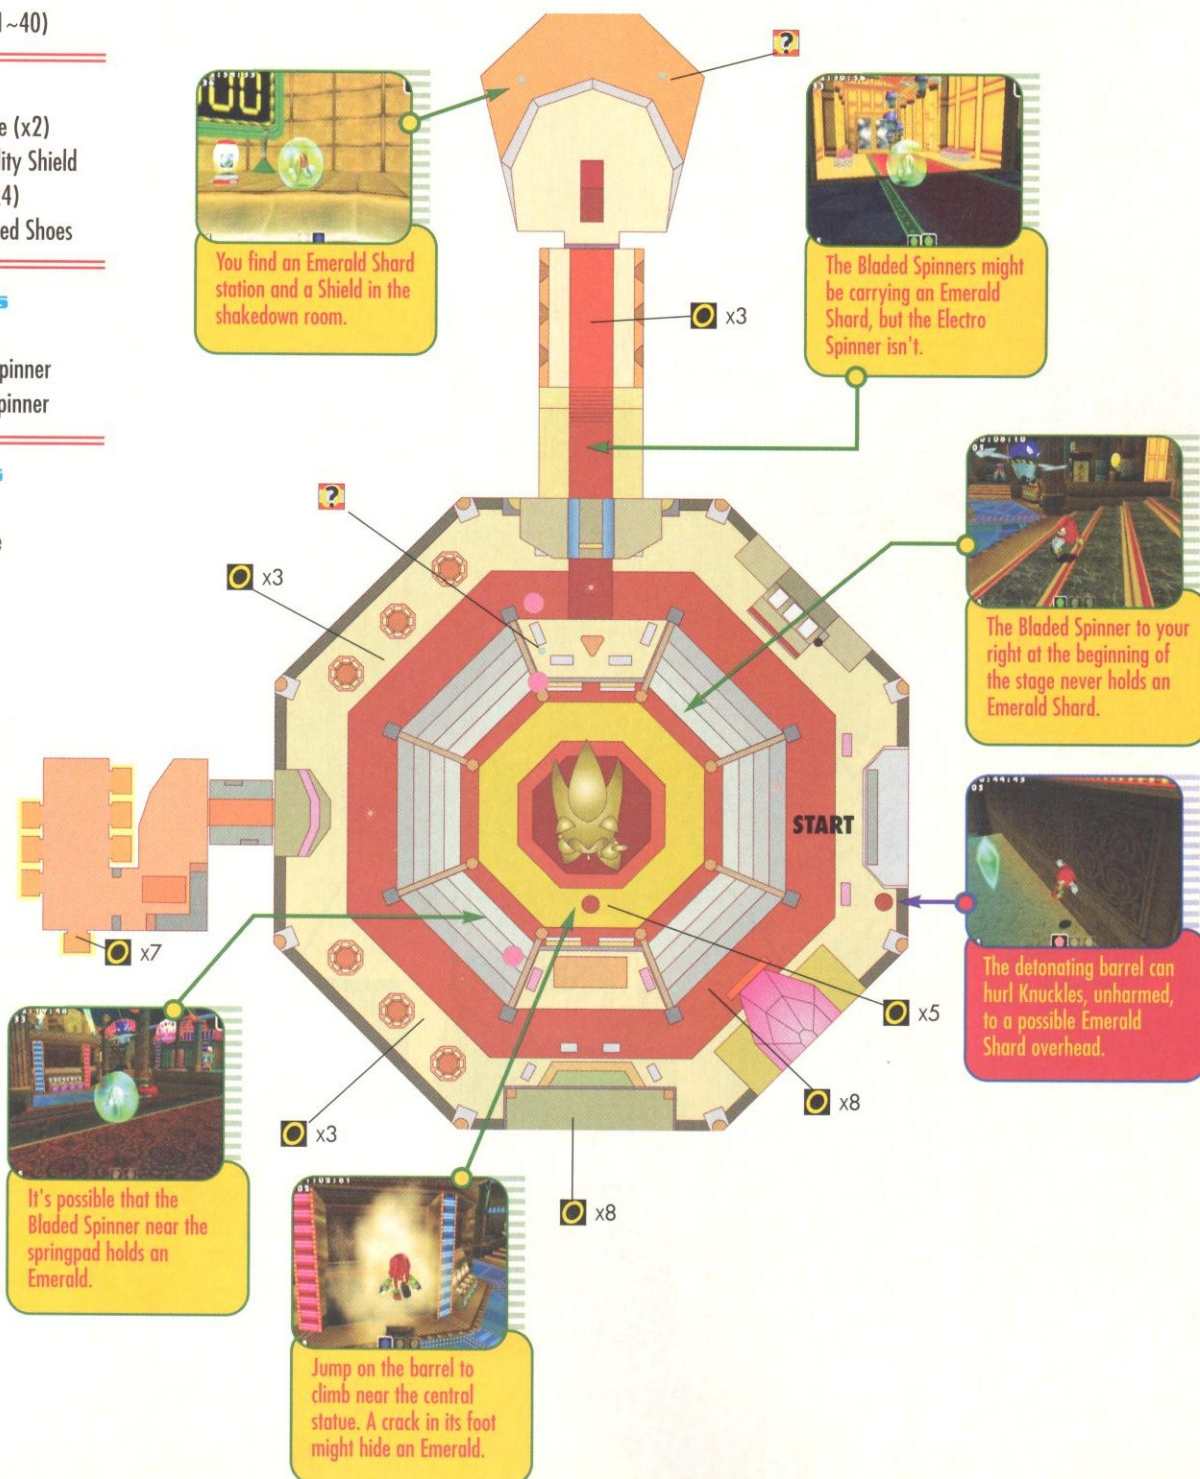 ~40)
e (x2)
ity Shield
4)
ed Shoes
s
pinner
pinner
s
e
?
You find an Emerald Shard
station and a Shield in the
shakedown room.
The Bladed Spinners might
be carrying an Emerald
Shard, but the Electro
Spinner isn't.
x3
?
x3
The Bladed Spinner to your
right at the beginning of
the stage never holds an
Emerald Shard.
START
x7
x5
The detonating barrel can
hurl Knuckles, unharmed,
to a possible Emerald
Shard overhead.
x8
x3
x8
It's possible that the
Bladed Spinner near the
springpad holds an
Emerald.
Jump on the barrel to
climb near the central
statue. A crack in its foot
might hide an Emerald.